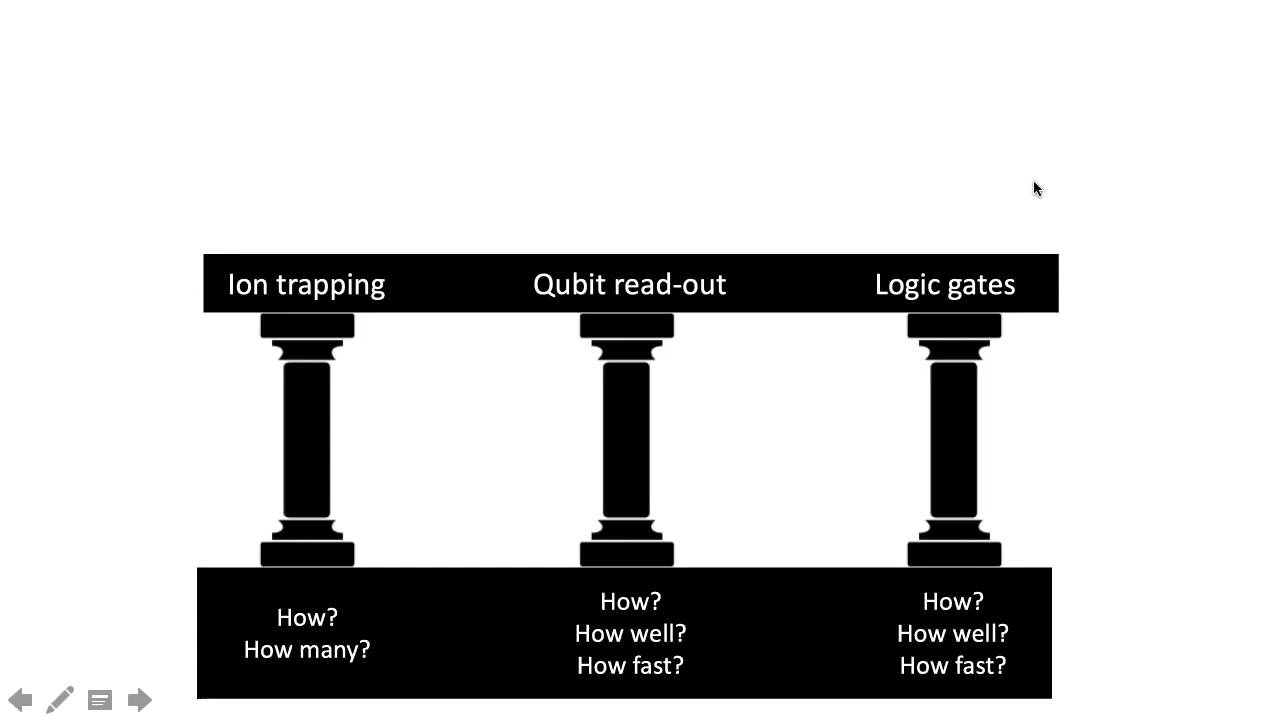 Ion trapping
Qubit read-out
Logic gates
How?
How many?
How?
How well?
How fast?
How?
How well?
How fast?